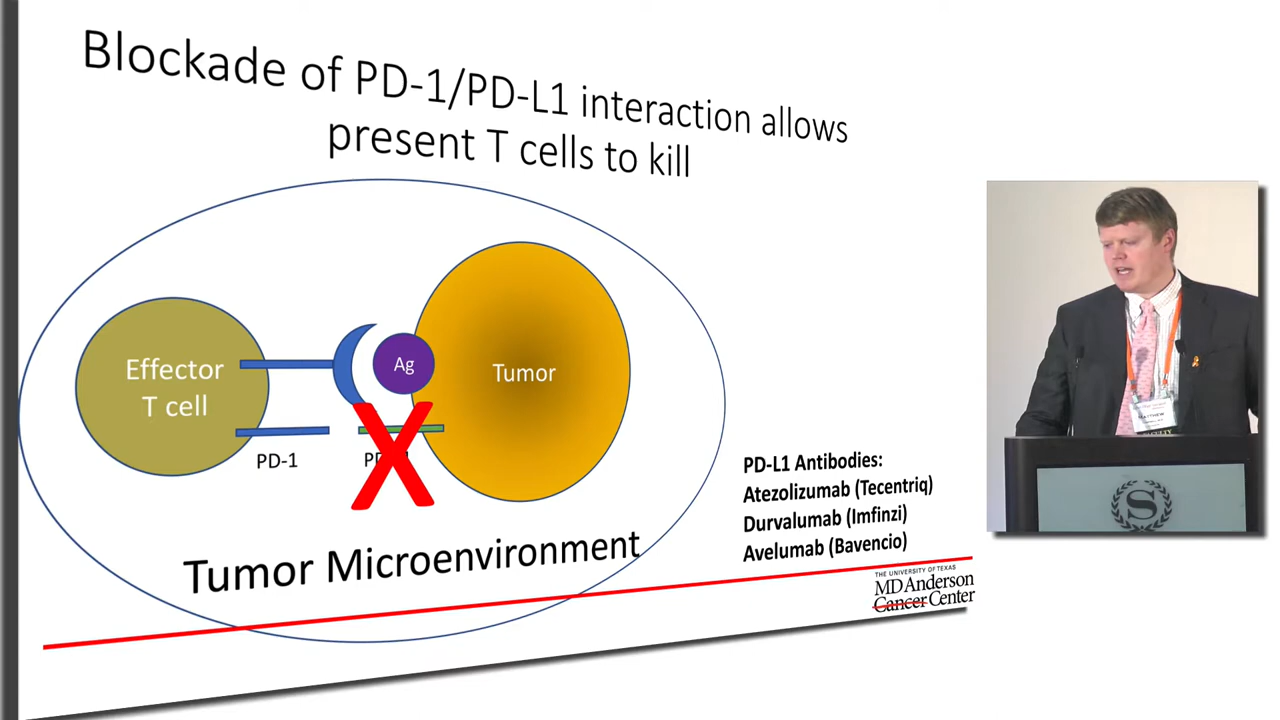 Blockade of PD-1/PD-L1 interaction allows
present T cells to kill
Effector
T cell
Ag
Tumor
PD-1
Tumor Microenvironment
PD-L1 Antibodies:
Atezolizumab (Tecentriq)
Durvalumab (Imfinzi)
Avelumab (Bavencio)
THE UNIVERSITY OF TEXAS
MD Anderson
Cancer Center
S
FACULTY